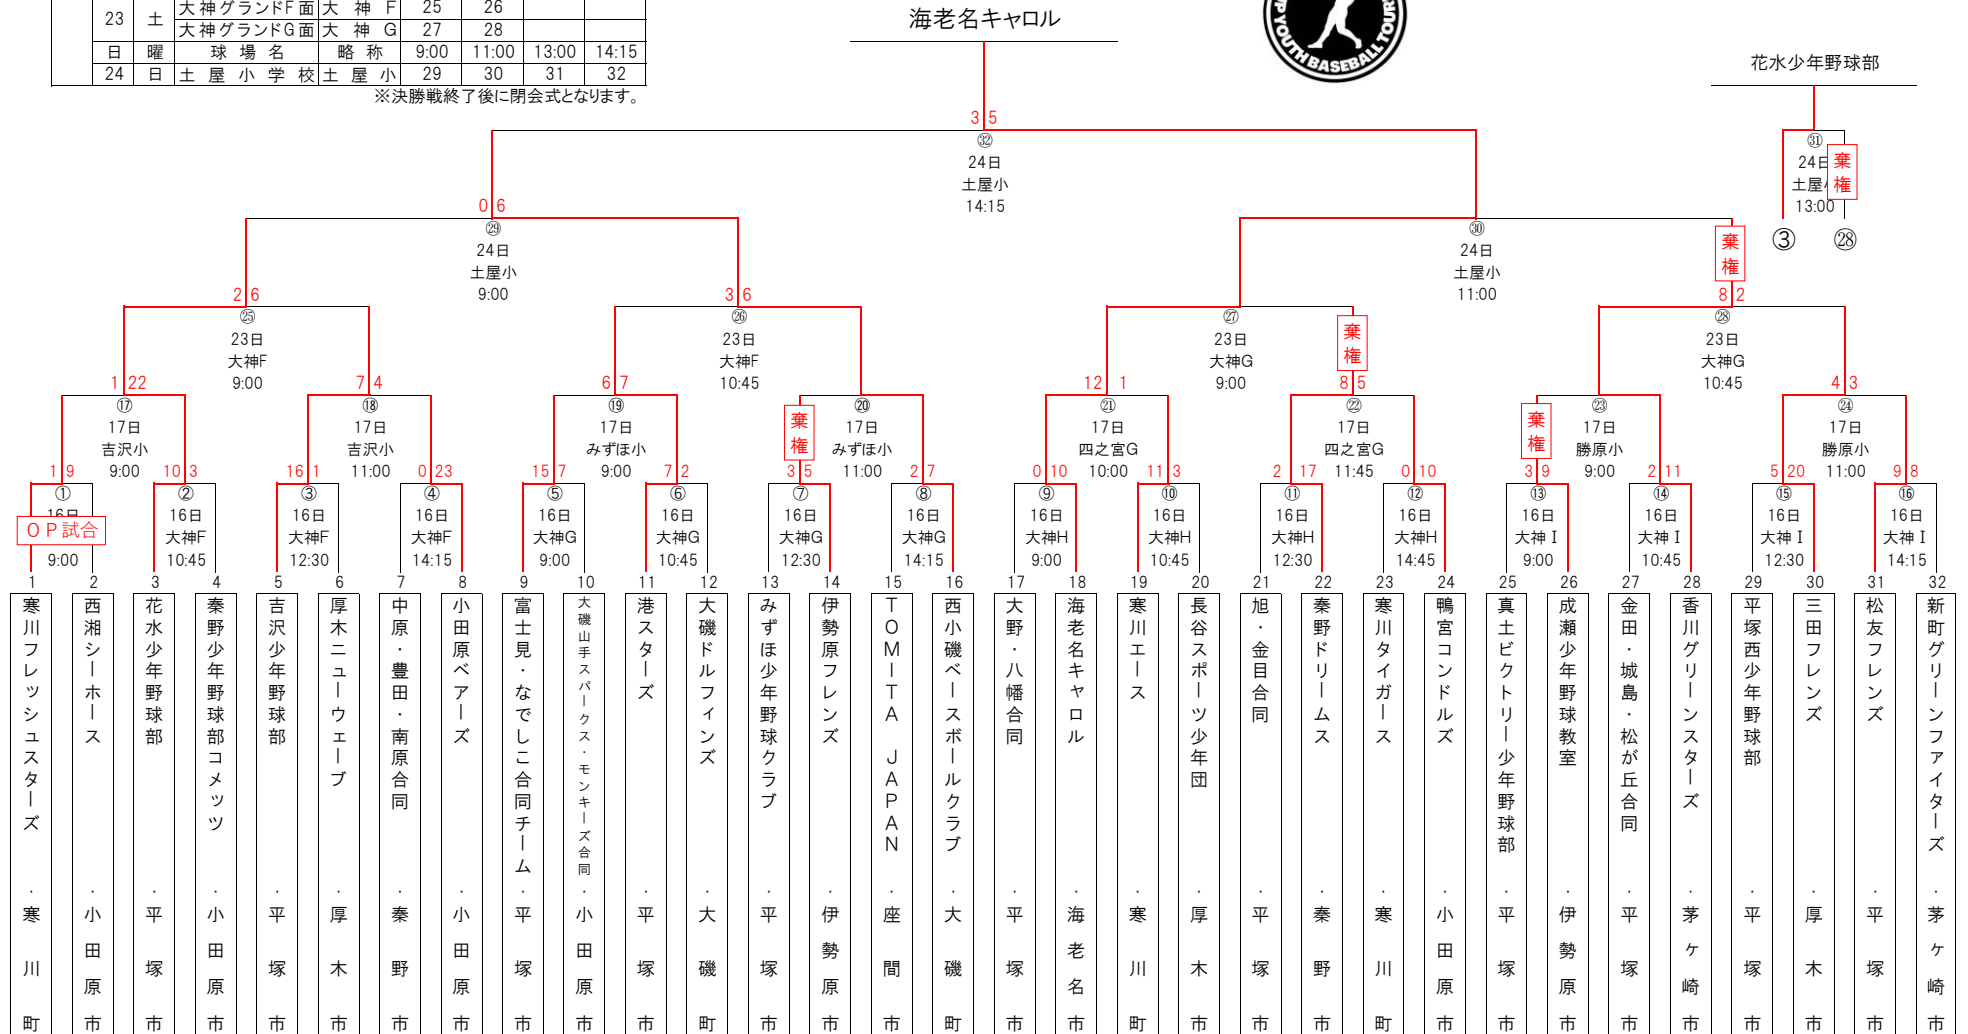 23 土 大神グランドF面 大神F 25 26
大神グランドG面 大神G 27 28
日 曜 球場名 略称 9:00 11:00 13:00 14:15
24 日 土屋小学校 土屋小 29 30 31 32
※決勝戦終了後に閉会式となります。
海老名キャロル
YOUTH BASEBALL TOUR
花水少年野球部
3 5
㉜
24日
土屋小
14:15
㉛
24日
土屋小
13:00
棄権
③ ㉘
0 6
㉙
24日
土屋小
9:00
㉚
24日
土屋小
11:00
棄権
2 6
㉕
23日
大神F
9:00
3 6
㉖
23日
大神F
10:45
㉗
23日
大神G
9:00
棄権
8 2
㉘
23日
大神G
10:45
1 22
⑰
17日
吉沢小
9:00
7 4
⑱
17日
吉沢小
11:00
6 7
⑲
17日
みずほ小
9:00
棄権
⑳
17日
みずほ小
11:00
12 1
㉑
17日
四之宮G
10:00
8 5
㉒
17日
四之宮G
11:45
棄権
㉓
17日
勝原小
9:00
4 3
㉔
17日
勝原小
11:00
1 9
①
16日
OP試合
9:00
10 3
②
16日
大神F
10:45
16 1
③
16日
大神F
12:30
0 23
④
16日
大神F
14:15
15 7
⑤
16日
大神G
9:00
7 2
⑥
16日
大神G
10:45
3 5
⑦
16日
大神G
12:30
2 7
⑧
16日
大神G
14:15
0 10
⑨
16日
大神H
9:00
11 3
⑩
16日
大神H
10:45
2 17
⑪
16日
大神H
12:30
0 10
⑫
16日
大神H
14:45
3 9
⑬
16日
大神I
9:00
2 11
⑭
16日
大神I
10:45
5 20
⑮
16日
大神I
12:30
9 8
⑯
16日
大神I
14:15
1 寒川フレッシュスターズ・寒川町
2 西湘シーホース・小田原市
3 花水少年野球部・平塚市
4 秦野少年野球部コメッツ・小田原市
5 吉沢少年野球部・平塚市
6 厚木ニューウェーブ・厚木市
7 中原・豊田・南原合同・秦野市
8 小田原ベアーズ・小田原市
9 富士見・なでしこ合同チーム・平塚市
10 大磯山手スパークス・モンキーズ合同・小田原市
11 港スターズ・平塚市
12 大磯ドルフィンズ・大磯町
13 みずほ少年野球クラブ・平塚市
14 伊勢原フレンズ・伊勢原市
15 TOMITA JAPAN・座間市
16 西小磯ベースボールクラブ・大磯町
17 大野・八幡合同・平塚市
18 海老名キャロル・海老名市
19 寒川エース・寒川町
20 長谷スポーツ少年団・厚木市
21 旭・金目合同・平塚市
22 秦野ドリームス・秦野市
23 寒川タイガース・寒川町
24 鴨宮コンドルズ・小田原市
25 真土ビクトリー少年野球部・平塚市
26 成瀬少年野球教室・伊勢原市
27 金田・城島・松が丘合同・平塚市
28 香川グリーンスターズ・茅ヶ崎市
29 平塚西少年野球部・平塚市
30 三田フレンズ・厚木市
31 松友フレンズ・平塚市
32 新町グリーンファイターズ・茅ヶ崎市